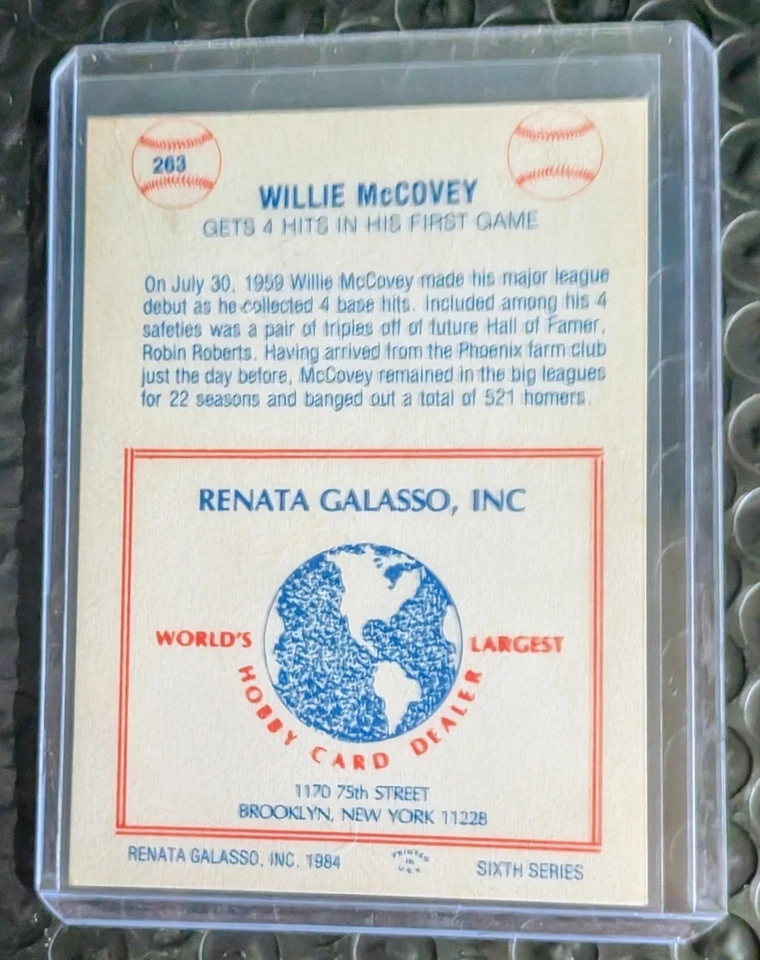 263
WILLIE McCOVEY
GETS 4 HITS IN HIS FIRST GAME
On July 30, 1959 Willie McCovey made his major league
debut as he collected 4 base hits. Included among his 4
safeties was a pair of triples off of future Hall of Famer,
Robin Roberts. Having arrived from the Phoenix farm club
just the day before, McCovey remained in the big leagues
for 22 seasons and banged out a total of 521 homers.
RENATA GALASSO, INC
WORLD'S LARGEST
HOBBY CARD DEALER
1170 75th STREET
BROOKLYN, NEW YORK 11228
RENATA GALASSO, INC. 1984
PRINTED
IN
USA
SIXTH SERIES